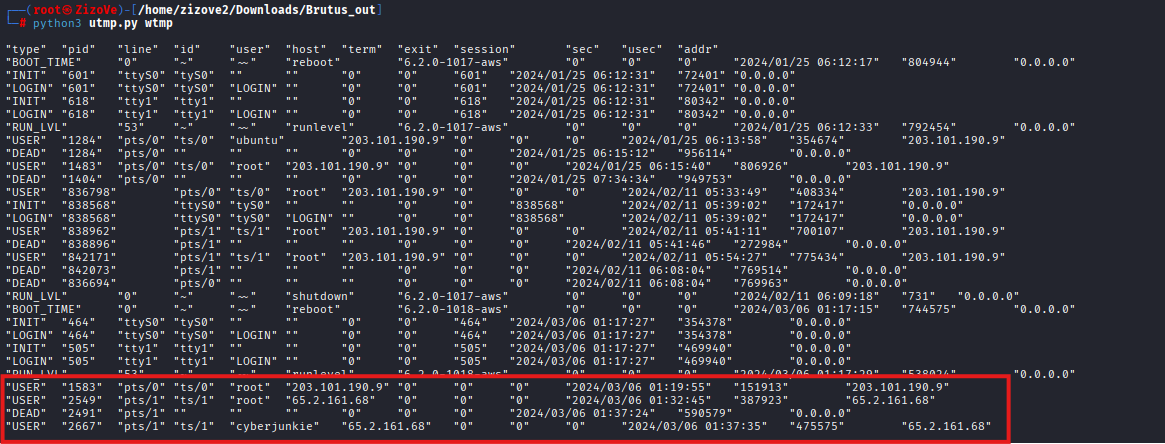 ┌──(root㉿ZizoVe)-[/home/zizove2/Downloads/Brutus_out]
└─# python3 utmp.py wtmp
"type" "pid" "line" "id" "user" "host" "term" "exit" "session" "sec" "usec" "addr"
"BOOT_TIME" "0" "~" "~~" "reboot" "6.2.0-1017-aws" "0" "0" "0" "2024/01/25 06:12:17" "804944" "0.0.0.0"
"INIT" "601" "ttyS0" "tyS0" "" "" "0" "0" "601" "2024/01/25 06:12:31" "72401" "0.0.0.0"
"LOGIN" "601" "ttyS0" "tyS0" "LOGIN" "" "0" "0" "601" "2024/01/25 06:12:31" "72401" "0.0.0.0"
"INIT" "618" "tty1" "tty1" "" "" "0" "0" "618" "2024/01/25 06:12:31" "80342" "0.0.0.0"
"LOGIN" "618" "tty1" "tty1" "LOGIN" "" "0" "0" "618" "2024/01/25 06:12:31" "80342" "0.0.0.0"
"RUN_LVL" "53" "~" "~~" "runlevel" "6.2.0-1017-aws" "0" "0" "0" "2024/01/25 06:12:33" "792454" "0.0.0.0"
"USER" "1284" "pts/0" "ts/0" "ubuntu" "203.101.190.9" "0" "0" "0" "2024/01/25 06:13:58" "354674" "203.101.190.9"
"DEAD" "1284" "pts/0" "" "" "" "0" "0" "0" "2024/01/25 06:15:12" "956114" "0.0.0.0"
"USER" "1483" "pts/0" "ts/0" "root" "203.101.190.9" "0" "0" "0" "2024/01/25 06:15:40" "806926" "203.101.190.9"
"DEAD" "1404" "pts/0" "" "" "" "0" "0" "0" "2024/01/25 07:34:34" "949753" "0.0.0.0"
"USER" "836798" "pts/0" "ts/0" "root" "203.101.190.9" "0" "0" "0" "2024/02/11 05:33:49" "408334" "203.101.190.9"
"INIT" "838568" "ttyS0" "tyS0" "" "" "0" "0" "838568" "2024/02/11 05:39:02" "172417" "0.0.0.0"
"LOGIN" "838568" "ttyS0" "tyS0" "LOGIN" "" "0" "0" "838568" "2024/02/11 05:39:02" "172417" "0.0.0.0"
"USER" "838962" "pts/1" "ts/1" "root" "203.101.190.9" "0" "0" "0" "2024/02/11 05:41:11" "700107" "203.101.190.9"
"DEAD" "838896" "pts/1" "" "" "" "0" "0" "0" "2024/02/11 05:41:46" "272984" "0.0.0.0"
"USER" "842171" "pts/1" "ts/1" "root" "203.101.190.9" "0" "0" "0" "2024/02/11 05:54:27" "775434" "203.101.190.9"
"DEAD" "842073" "pts/1" "" "" "" "0" "0" "0" "2024/02/11 06:08:04" "769514" "0.0.0.0"
"DEAD" "836694" "pts/0" "" "" "" "0" "0" "0" "2024/02/11 06:08:04" "769963" "0.0.0.0"
"RUN_LVL" "0" "~" "~~" "shutdown" "6.2.0-1017-aws" "0" "0" "0" "2024/02/11 06:09:18" "731" "0.0.0.0"
"BOOT_TIME" "0" "~" "~~" "reboot" "6.2.0-1018-aws" "0" "0" "0" "2024/03/06 01:17:15" "744575" "0.0.0.0"
"INIT" "464" "ttyS0" "tyS0" "" "" "0" "0" "464" "2024/03/06 01:17:27" "354378" "0.0.0.0"
"LOGIN" "464" "ttyS0" "tyS0" "LOGIN" "" "0" "0" "464" "2024/03/06 01:17:27" "354378" "0.0.0.0"
"INIT" "505" "tty1" "tty1" "" "" "0" "0" "505" "2024/03/06 01:17:27" "469940" "0.0.0.0"
"LOGIN" "505" "tty1" "tty1" "LOGIN" "" "0" "0" "505" "2024/03/06 01:17:27" "469940" "0.0.0.0"
"RUN_LVL" "53" "~" "~~" "runlevel" "6.2.0-1018-aws" "0" "0" "0" "2024/03/06 01:17:29" "538024" "0.0.0.0"
"USER" "1583" "pts/0" "ts/0" "root" "203.101.190.9" "0" "0" "0" "2024/03/06 01:19:55" "151913" "203.101.190.9"
"USER" "2549" "pts/1" "ts/1" "root" "65.2.161.68" "0" "0" "0" "2024/03/06 01:32:45" "387923" "65.2.161.68"
"DEAD" "2491" "pts/1" "" "" "" "0" "0" "0" "2024/03/06 01:37:24" "590579" "0.0.0.0"
"USER" "2667" "pts/1" "ts/1" "cyberjunkie" "65.2.161.68" "0" "0" "0" "2024/03/06 01:37:35" "475575" "65.2.161.68"